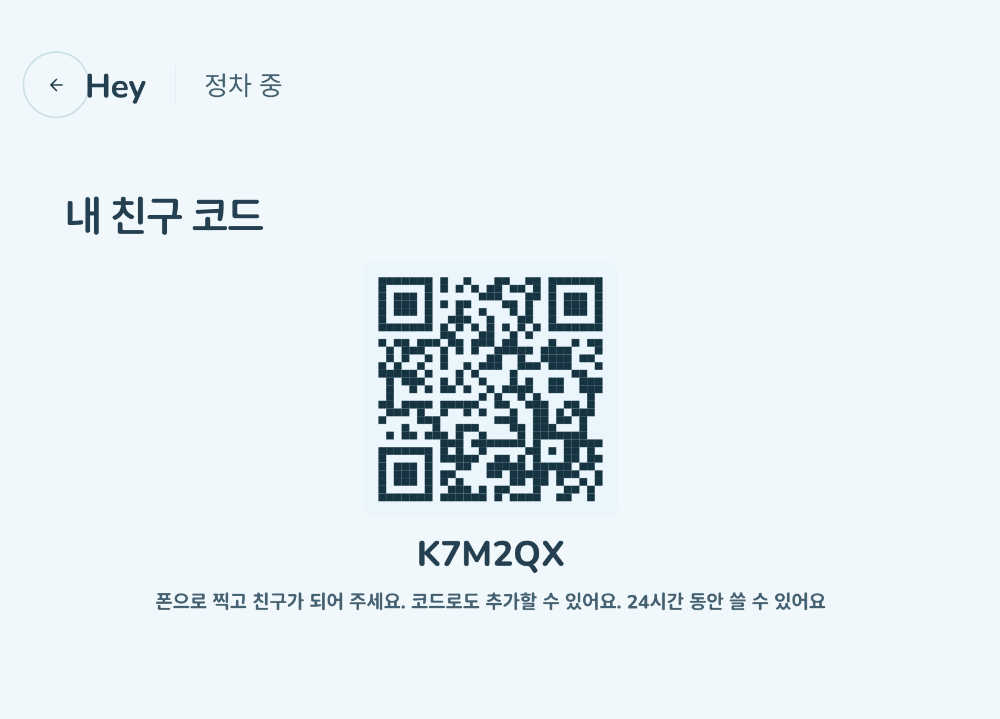 Hey
정차 중
내 친구 코드
K7M2QX
폰으로 찍고 친구가 되어 주세요. 코드로도 추가할 수 있어요. 24시간 동안 쓸 수 있어요